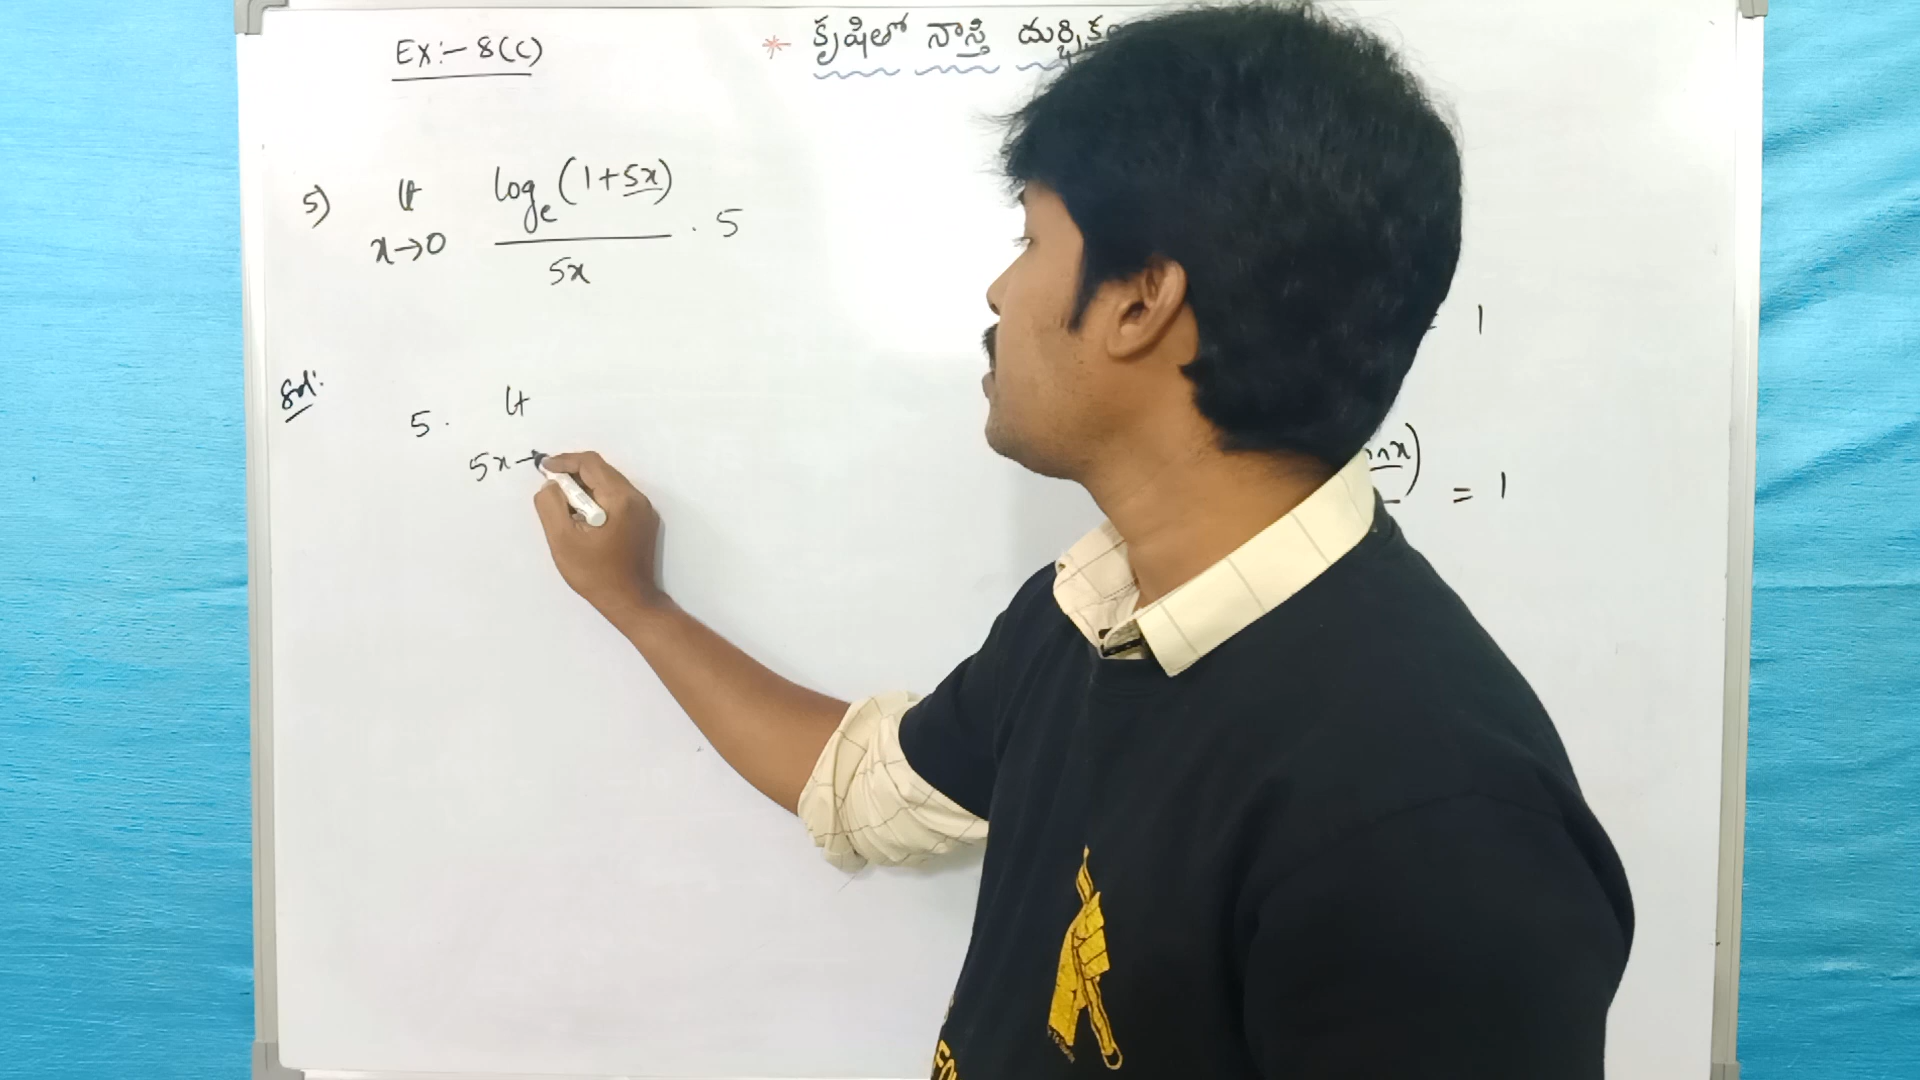 Ex:- 8(c)
* కృషితో నాస్తి
5) Lt x→0 log_e(1+5x) / 5x · 5
= 1
Sol:
5. Lt
5x→
= 1